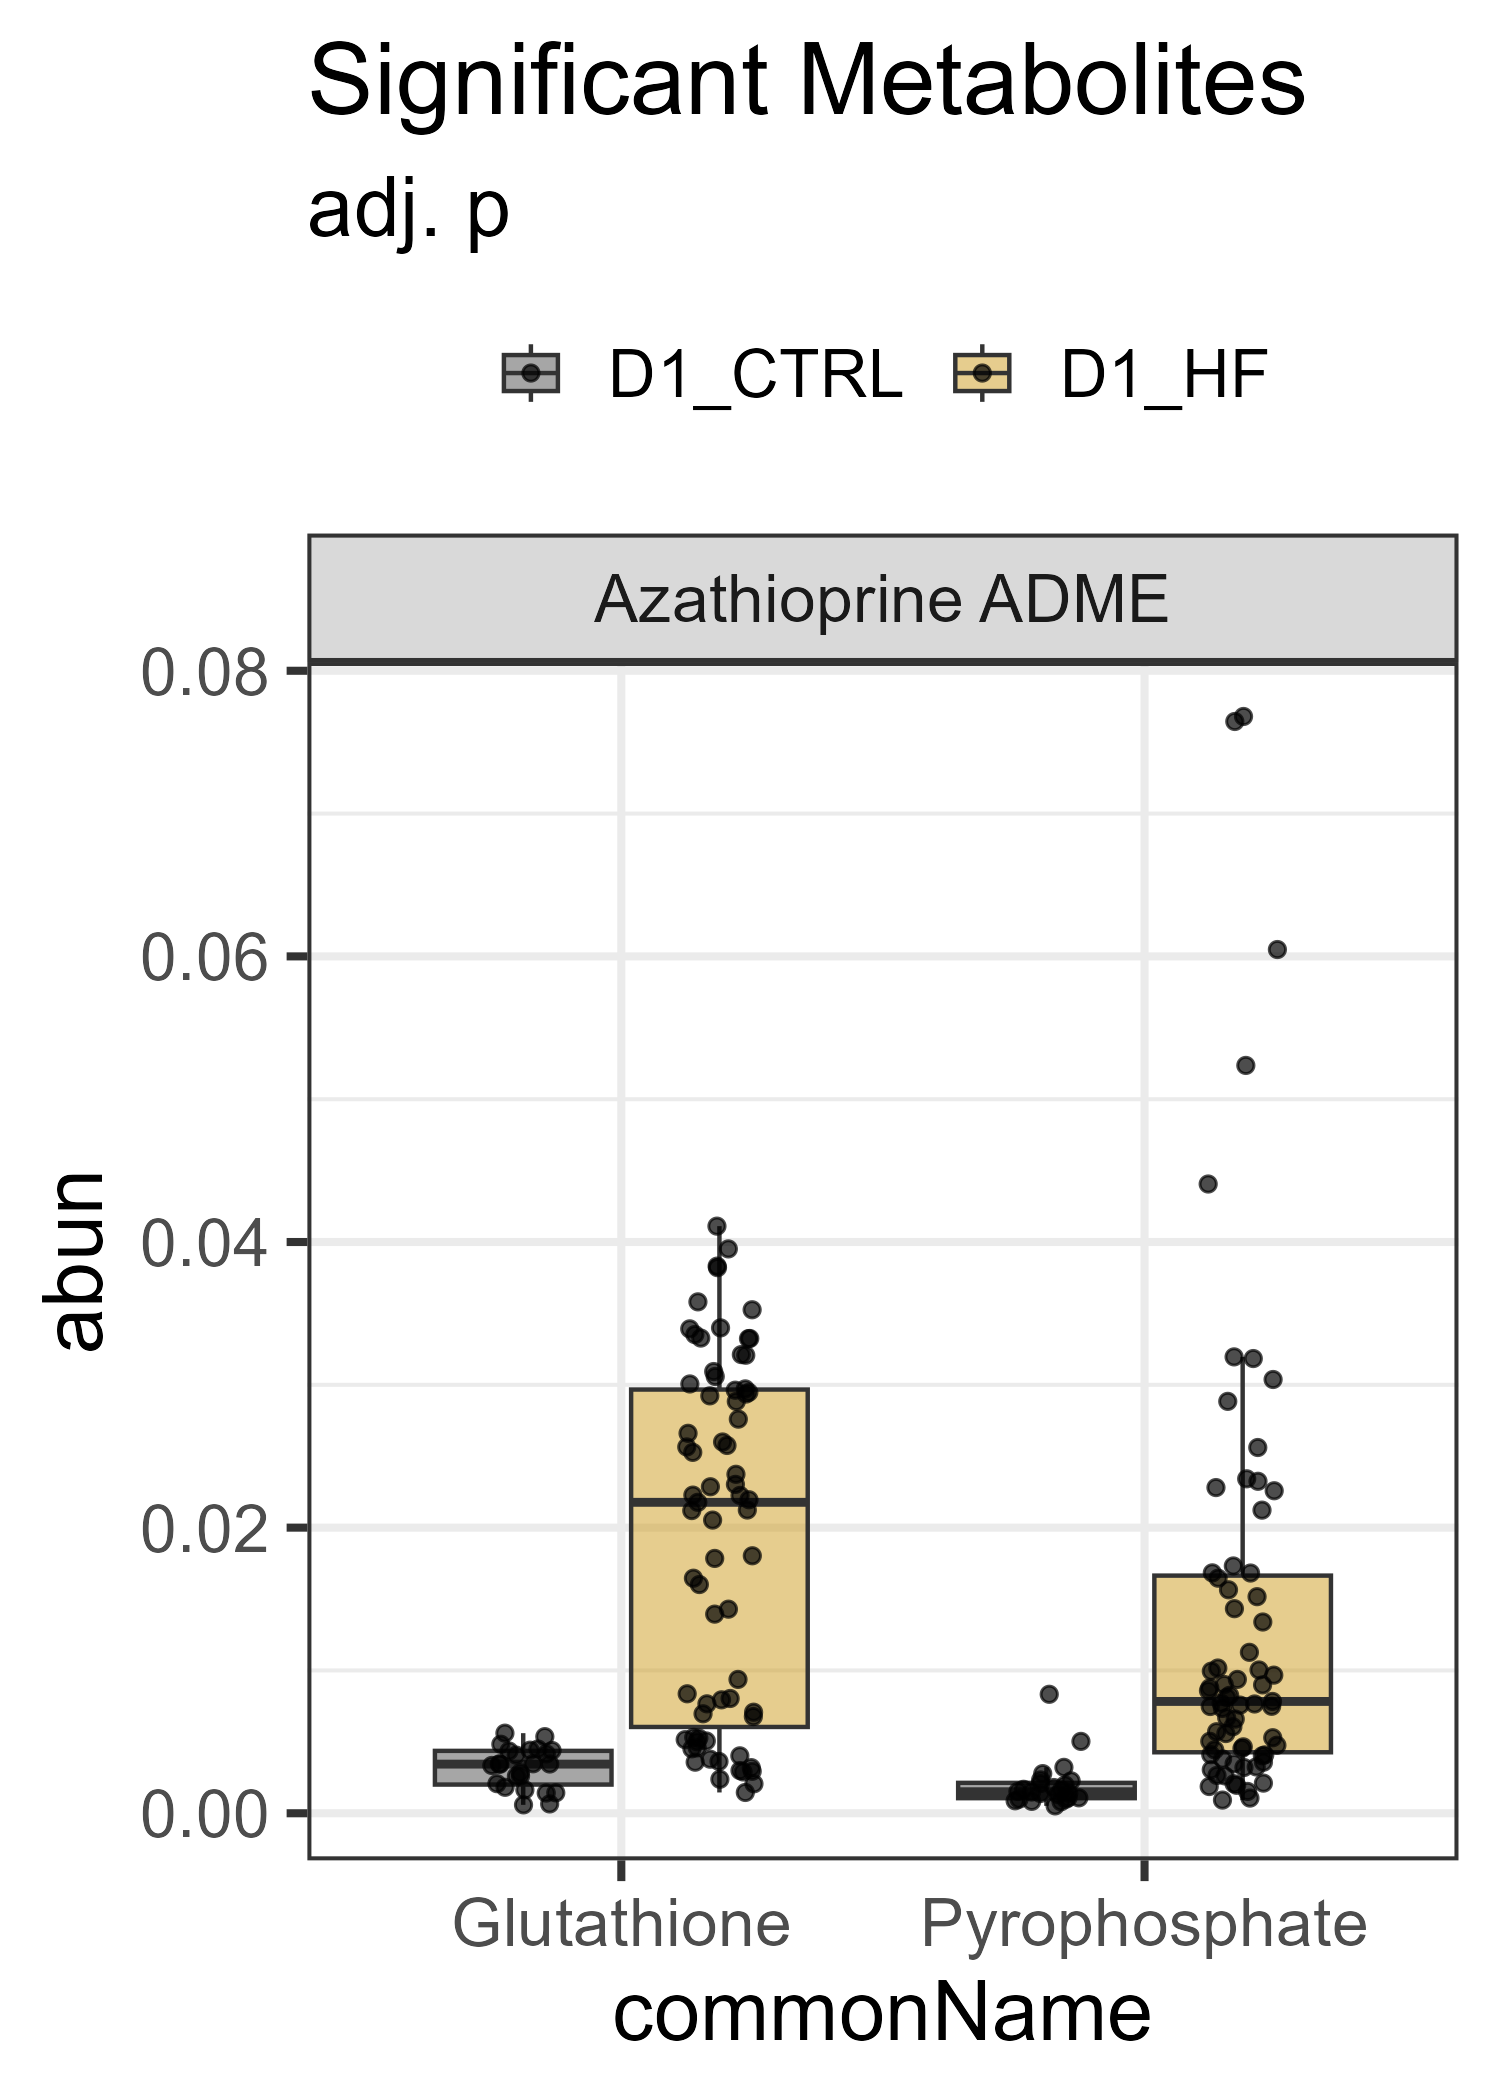 Significant Metabolites
adj. p
D1_CTRL D1_HF
Azathioprine ADME
0.08
0.06
0.04
0.02
0.00
abun
Glutathione Pyrophosphate
commonName